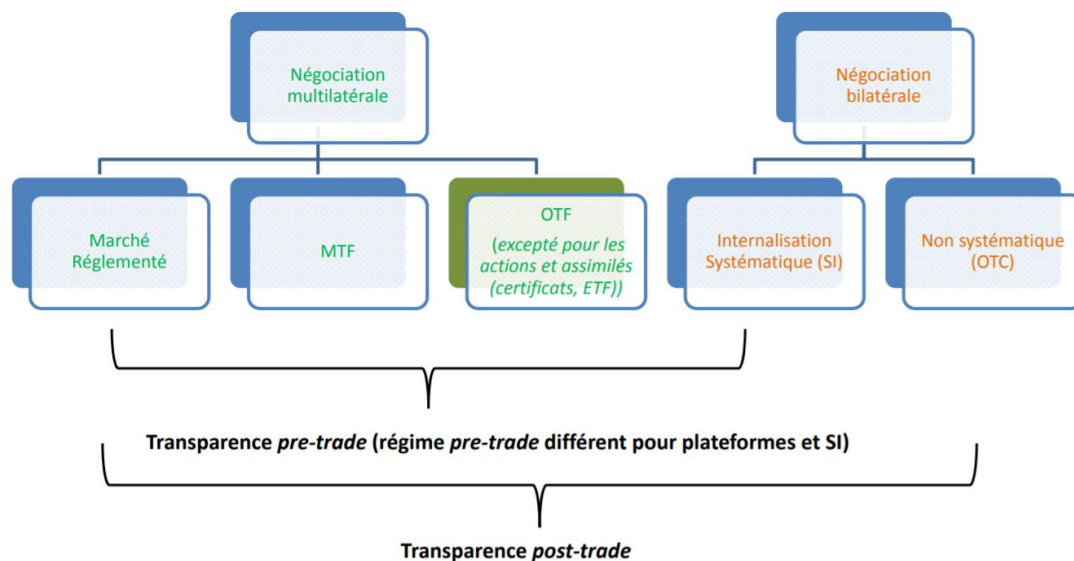 Négociation
multilatérale
Négociation
bilatérale
Marché
Réglementé
MTF
OTF
(excepté pour les
actions et assimilés
(certificats, ETF))
Internalisation
Systématique (SI)
Non systématique
(OTC)
Transparence pre-trade (régime pre-trade différent pour plateformes et SI)
Transparence post-trade